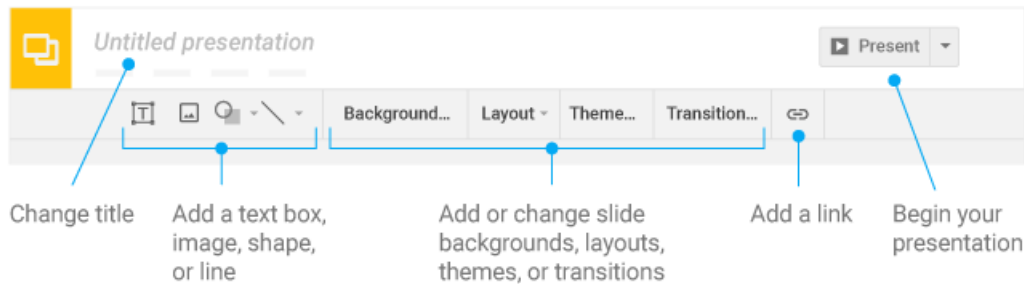 Untitled presentation
Present
T
Background...
Layout
Theme...
Transition...
Change title
Add a text box,
image, shape,
or line
Add or change slide
backgrounds, layouts,
themes, or transitions
Add a link
Begin your
presentation